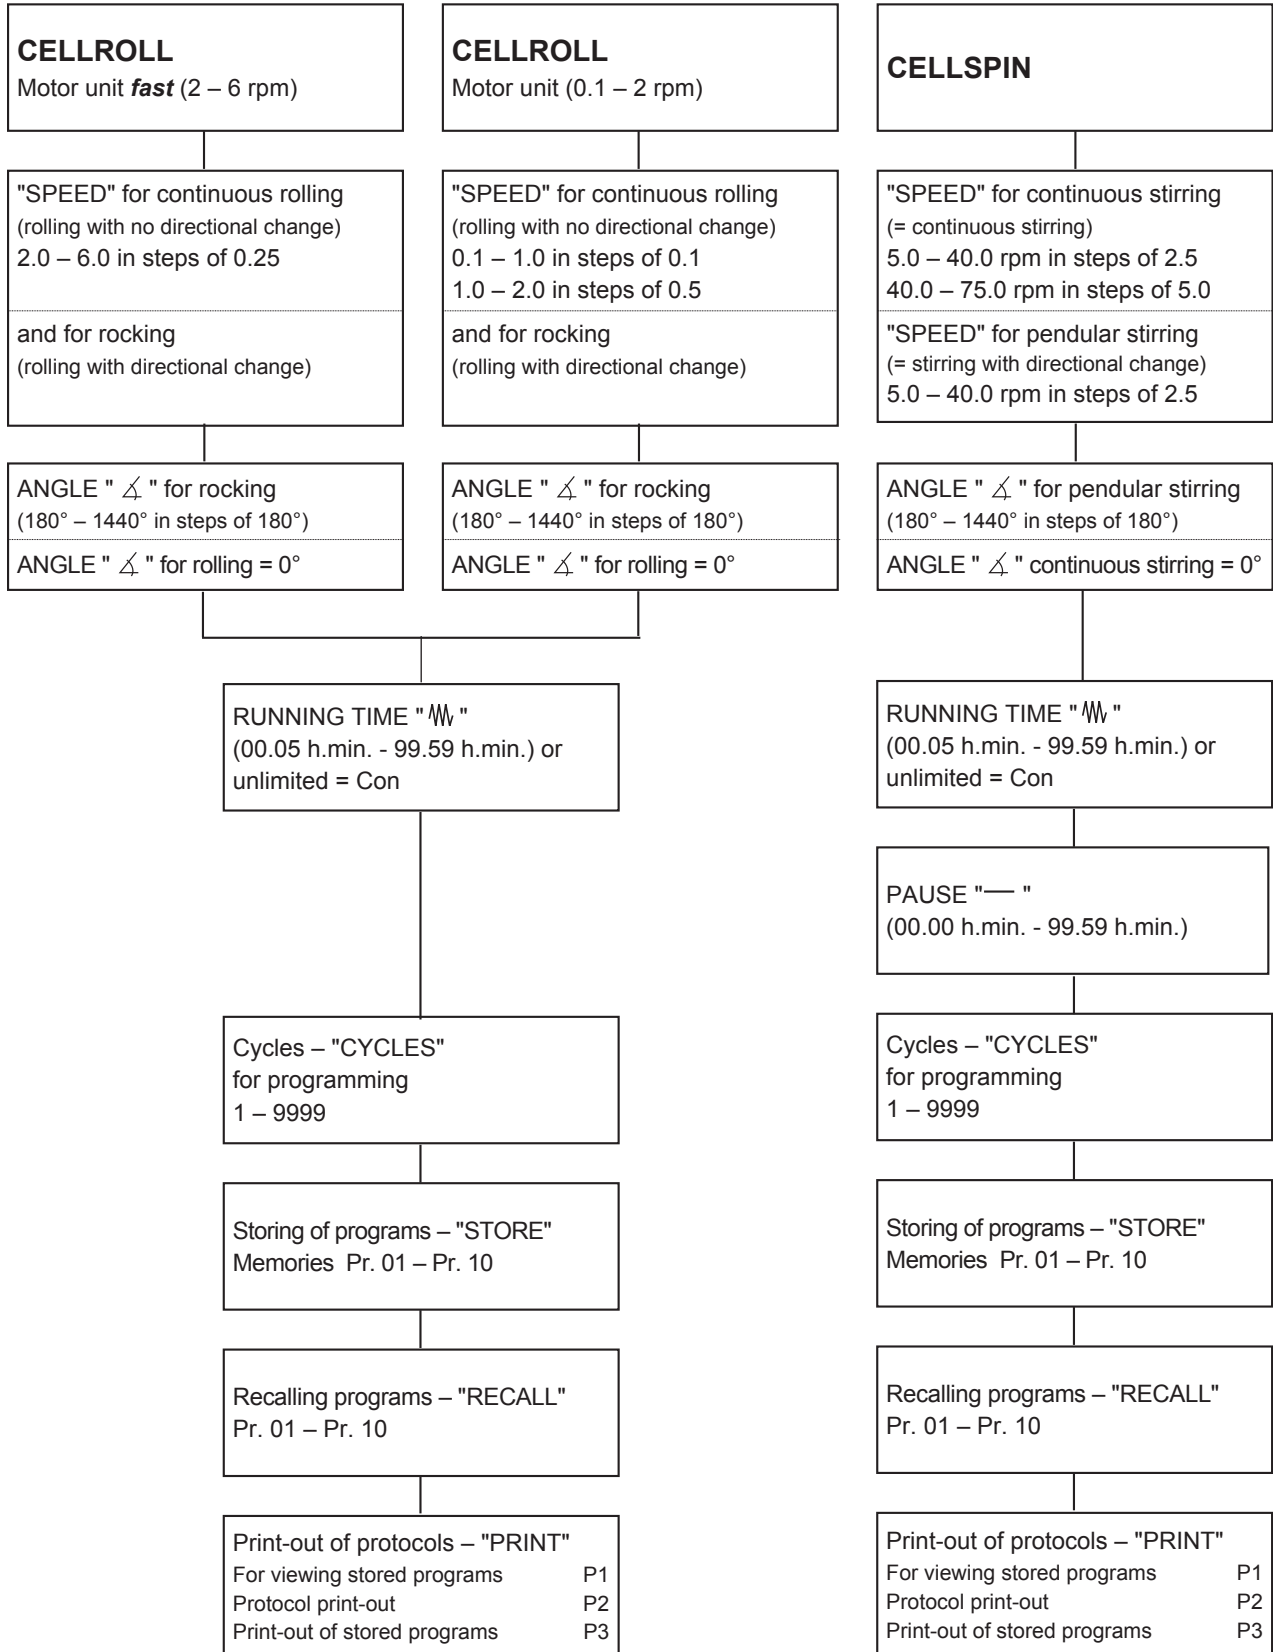 CELLROLL
Motor unit fast (2 – 6 rpm)
"SPEED" for continuous rolling
(rolling with no directional change)
2.0 – 6.0 in steps of 0.25
and for rocking
(rolling with directional change)
ANGLE " ∡ " for rocking
(180° – 1440° in steps of 180°)
ANGLE " ∡ " for rolling = 0°
CELLROLL
Motor unit (0.1 – 2 rpm)
"SPEED" for continuous rolling
(rolling with no directional change)
0.1 – 1.0 in steps of 0.1
1.0 – 2.0 in steps of 0.5
and for rocking
(rolling with directional change)
ANGLE " ∡ " for rocking
(180° – 1440° in steps of 180°)
ANGLE " ∡ " for rolling = 0°
RUNNING TIME " "
(00.05 h.min. - 99.59 h.min.) or
unlimited = Con
Cycles – "CYCLES"
for programming
1 – 9999
Storing of programs – "STORE"
Memories Pr. 01 – Pr. 10
Recalling programs – "RECALL"
Pr. 01 – Pr. 10
Print-out of protocols – "PRINT"
For viewing stored programs P1
Protocol print-out P2
Print-out of stored programs P3
CELLSPIN
"SPEED" for continuous stirring
(= continuous stirring)
5.0 – 40.0 rpm in steps of 2.5
40.0 – 75.0 rpm in steps of 5.0
"SPEED" for pendular stirring
(= stirring with directional change)
5.0 – 40.0 rpm in steps of 2.5
ANGLE " ∡ " for pendular stirring
(180° – 1440° in steps of 180°)
ANGLE " ∡ " continuous stirring = 0°
RUNNING TIME " "
(00.05 h.min. - 99.59 h.min.) or
unlimited = Con
PAUSE "— "
(00.00 h.min. - 99.59 h.min.)
Cycles – "CYCLES"
for programming
1 – 9999
Storing of programs – "STORE"
Memories Pr. 01 – Pr. 10
Recalling programs – "RECALL"
Pr. 01 – Pr. 10
Print-out of protocols – "PRINT"
For viewing stored programs P1
Protocol print-out P2
Print-out of stored programs P3